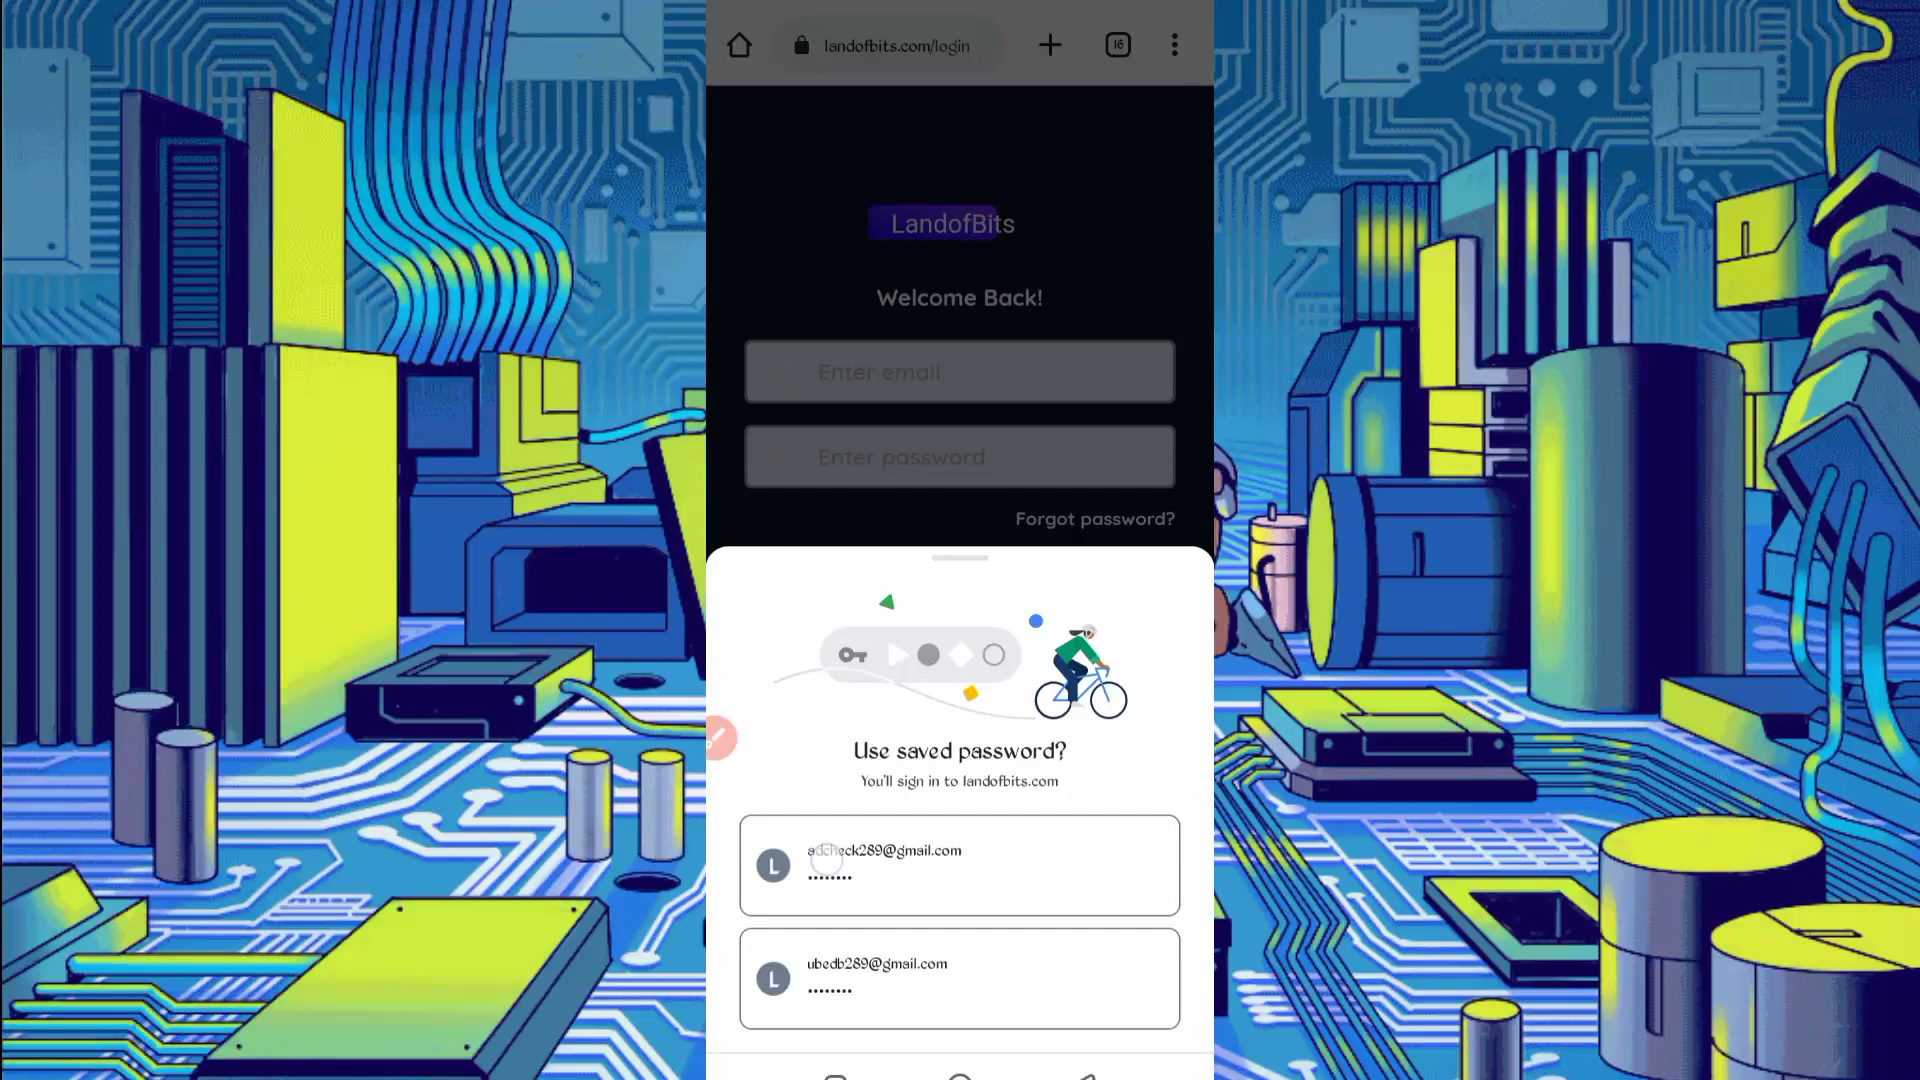 landofbits.com/login
16
LandofBits
Welcome Back!
Enter email
Enter password
Forgot password?
Use saved password?
You'll sign in to landofbits.com
L
adcheck289@gmail.com
••••••••
L
ubedb289@gmail.com
••••••••